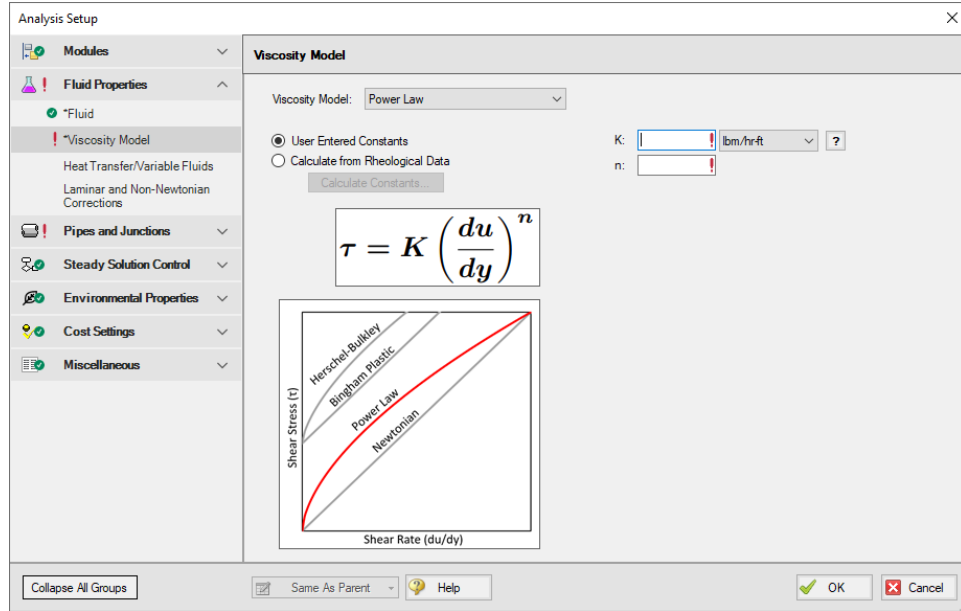 Analysis Setup
Modules
Fluid Properties
*Fluid
*Viscosity Model
Heat Transfer/Variable Fluids
Laminar and Non-Newtonian
Corrections
Pipes and Junctions
Steady Solution Control
Environmental Properties
Cost Settings
Miscellaneous
Collapse All Groups
Viscosity Model
Viscosity Model: Power Law
User Entered Constants
Calculate from Rheological Data
Calculate Constants...
K: ! lbm/hr-ft ?
n: !
τ = K (du/dy)^n
Shear Stress (τ)
Herschel-Bulkley
Bingham Plastic
Power Law
Newtonian
Shear Rate (du/dy)
Same As Parent
Help
OK
Cancel